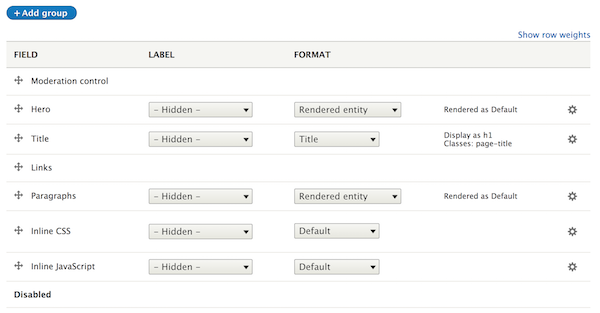 + Add group
Show row weights
FIELD LABEL FORMAT
Moderation control
Hero - Hidden - Rendered entity Rendered as Default
Title - Hidden - Title Display as h1
Classes: page-title
Links
Paragraphs - Hidden - Rendered entity Rendered as Default
Inline CSS - Hidden - Default
Inline JavaScript - Hidden - Default
Disabled